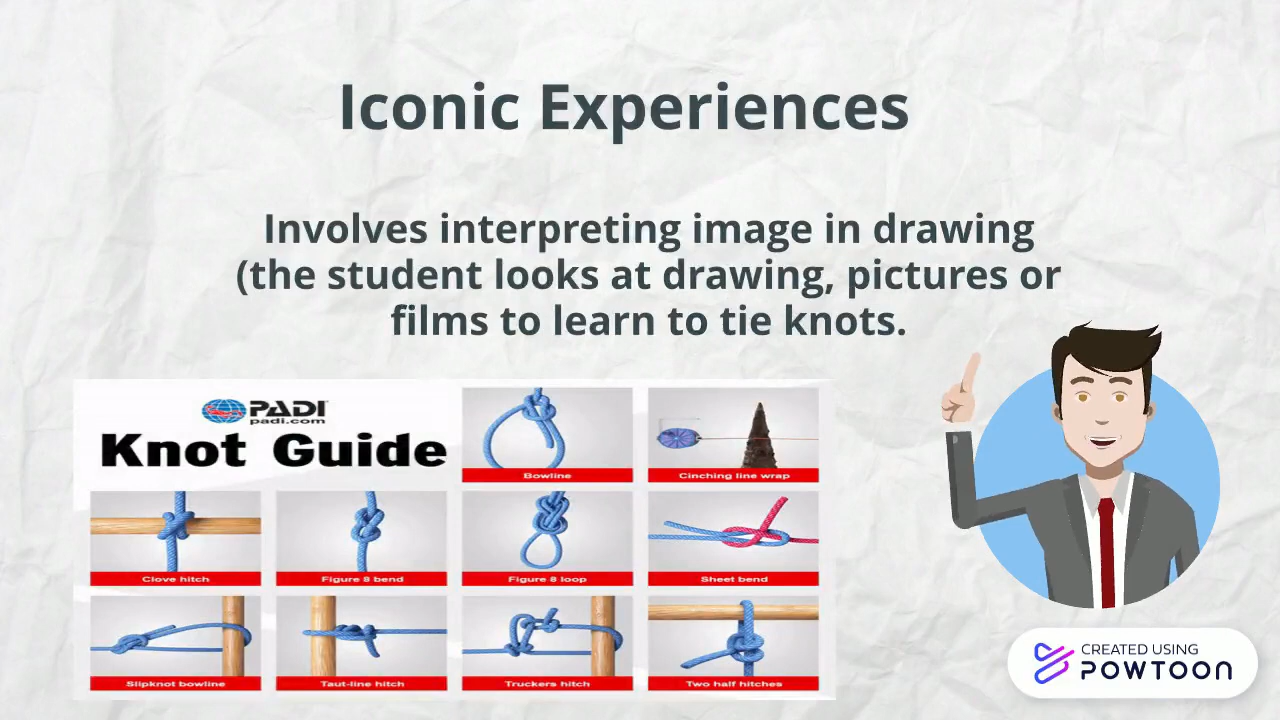 Iconic Experiences
Involves interpreting image in drawing
(the student looks at drawing, pictures or
films to learn to tie knots.
PADI
padi.com
Knot Guide
Bowline
Cinching line wrap
Clove hitch
Figure 8 bend
Figure 8 loop
Sheet bend
Slipknot bowline
Taut-line hitch
Truckers hitch
Two half hitches
CREATED USING
POWTOON